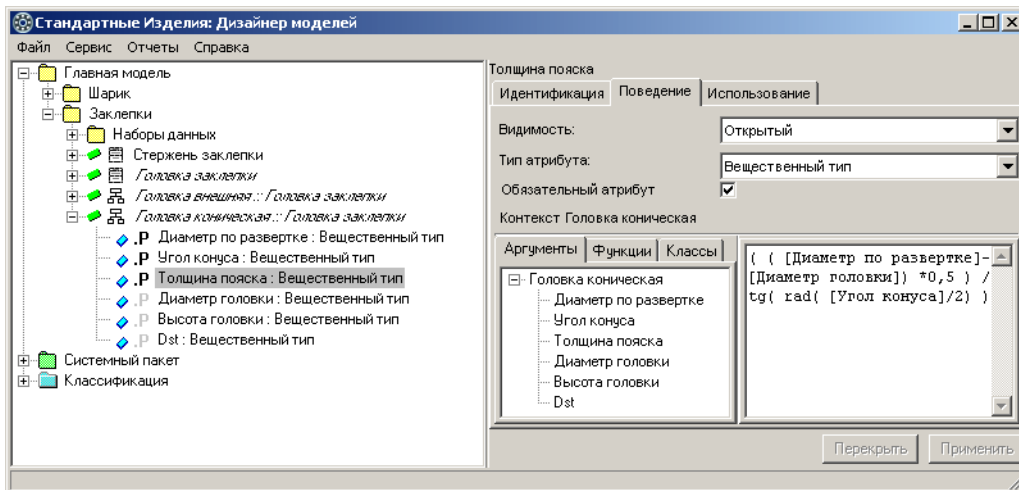 Стандартные Изделия: Дизайнер моделей
Файл Сервис Отчеты Справка
Главная модель
Шарик
Заклепки
Наборы данных
Стержень заклепки
Головка заклепки
Головка внешняя :: Головка заклепки
Головка коническая :: Головка заклепки
.P Диаметр по развертке : Вещественный тип
.P Угол конуса : Вещественный тип
.P Толщина пояска : Вещественный тип
.P Диаметр головки : Вещественный тип
.P Высота головки : Вещественный тип
.P Dst : Вещественный тип
Системный пакет
Классификация
Толщина пояска
Идентификация Поведение Использование
Видимость: Открытый
Тип атрибута: Вещественный тип
Обязательный атрибут
Контекст Головка коническая
Аргументы Функции Классы
Головка коническая
Диаметр по развертке
Угол конуса
Толщина пояска
Диаметр головки
Высота головки
Dst
( ( [Диаметр по развертке]-
[Диаметр головки]) *0,5 ) /
tg( rad( [Угол конуса]/2) )
Перекрыть Применить